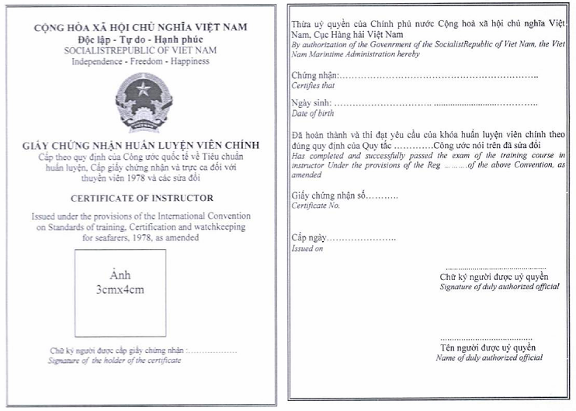 CỘNG HÒA XÃ HỘI CHỦ NGHĨA VIỆT NAM
Độc lập - Tự do - Hạnh phúc
SOCIALISTREPUBLIC OF VIET NAM
Independence - Freedom - Happiness
GIẤY CHỨNG NHẬN HUẤN LUYỆN VIÊN CHÍNH
Cấp theo quy định của Công ước quốc tế về Tiêu chuẩn
huấn luyện, Cấp giấy chứng nhận và trực ca đối với
thuyền viên 1978 và các sửa đổi
CERTIFICATE OF INSTRUCTOR
Issued under the provisions of the International Convention
on Standards of training, Certification and watchkeeping
for seafarers, 1978, as amended
Ảnh
3cmx4cm
Chữ ký người được cấp giấy chứng nhận :..................
Signature of the holder of the certificate
Thừa uỷ quyền của Chính phủ nước Cộng hoà xã hội chủ nghĩa Việt
Nam, Cục Hàng hải Việt Nam
By authorization of the Govenrment of the SocialistRepublic of Viet Nam, the Viet
Nam Marintime Administration hereby
Chứng nhận:……………………………………………..
Certifies that
Ngày sinh: ………………………… ..............................…………..
Date of birth
Đã hoàn thành và thi đạt yêu cầu của khóa huấn luyện viên chính theo
đúng quy định của Quy tắc …………Công ước nói trên đã sửa đổi
Has completed and successfully passed the exam of the training course in
instructor Under the provisions of the Reg ..........of the above Convention, as
amended
Giấy chứng nhận số………..
Certificate No.
Cấp ngày…………………..
Issued on
....................................
Chữ ký người được uỷ quyền
Signature of duly authorized official
.................................
Tên người được uỷ quyền
Name of duly authorized official